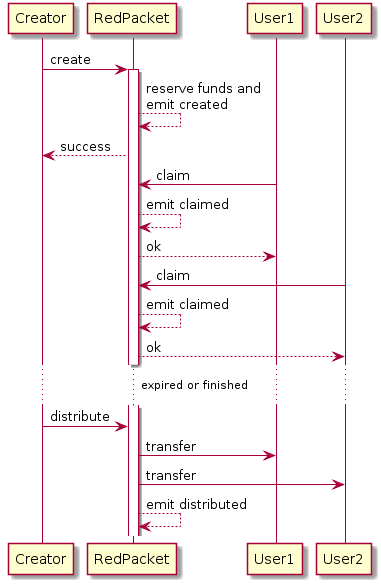 Creator RedPacket User1 User2
create
reserve funds and
emit created
success
claim
emit claimed
ok
claim
emit claimed
ok
expired or finished
distribute
transfer
transfer
emit distributed
Creator RedPacket User1 User2